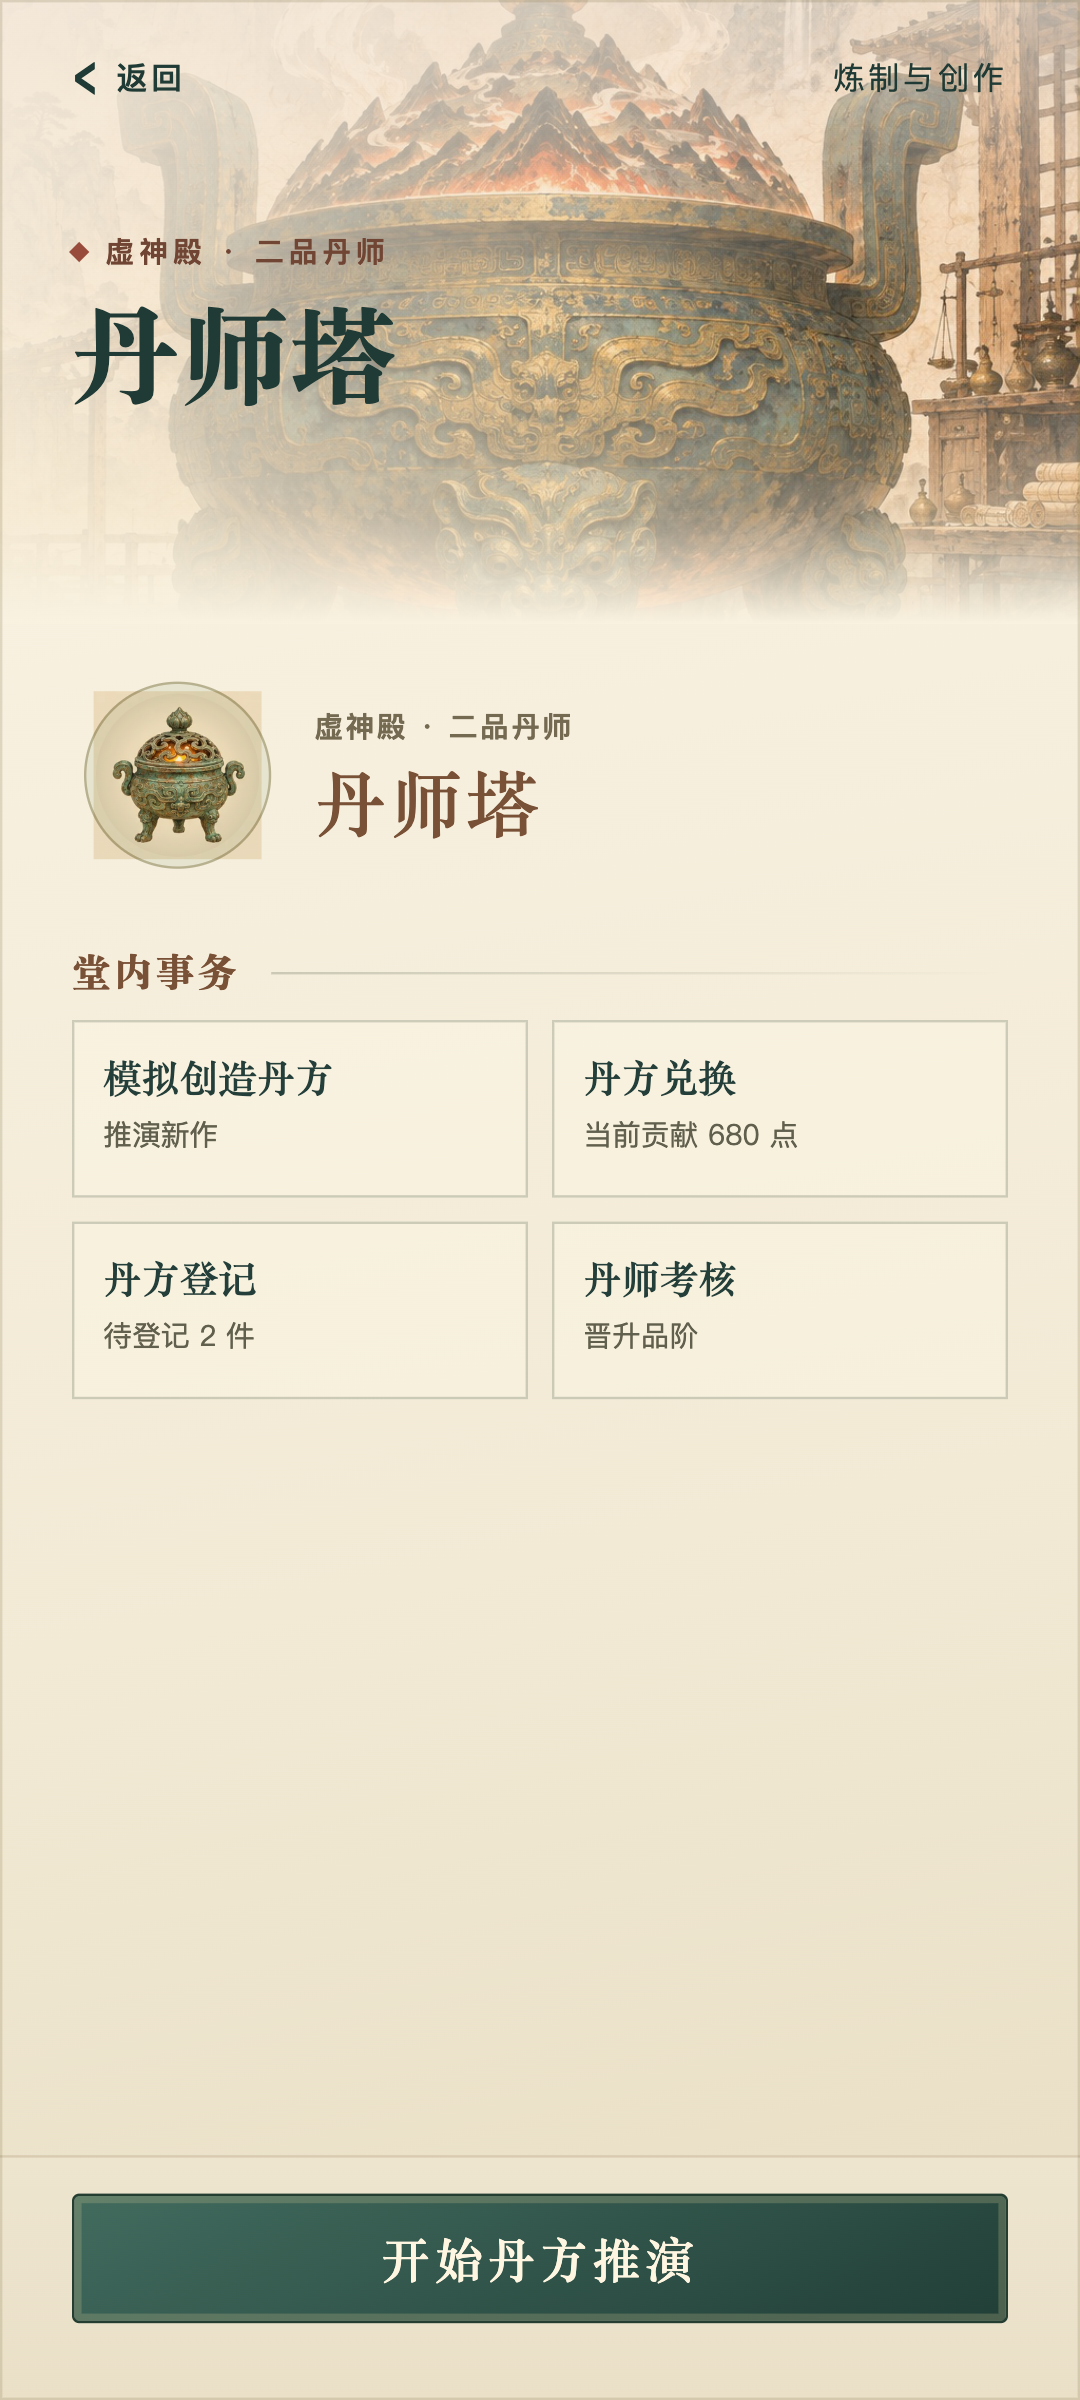 返回
炼制与创作
虚神殿 · 二品丹师
丹师塔
虚神殿 · 二品丹师
丹师塔
堂内事务
模拟创造丹方
推演新作
丹方兑换
当前贡献 680 点
丹方登记
待登记 2 件
丹师考核
晋升品阶
开始丹方推演